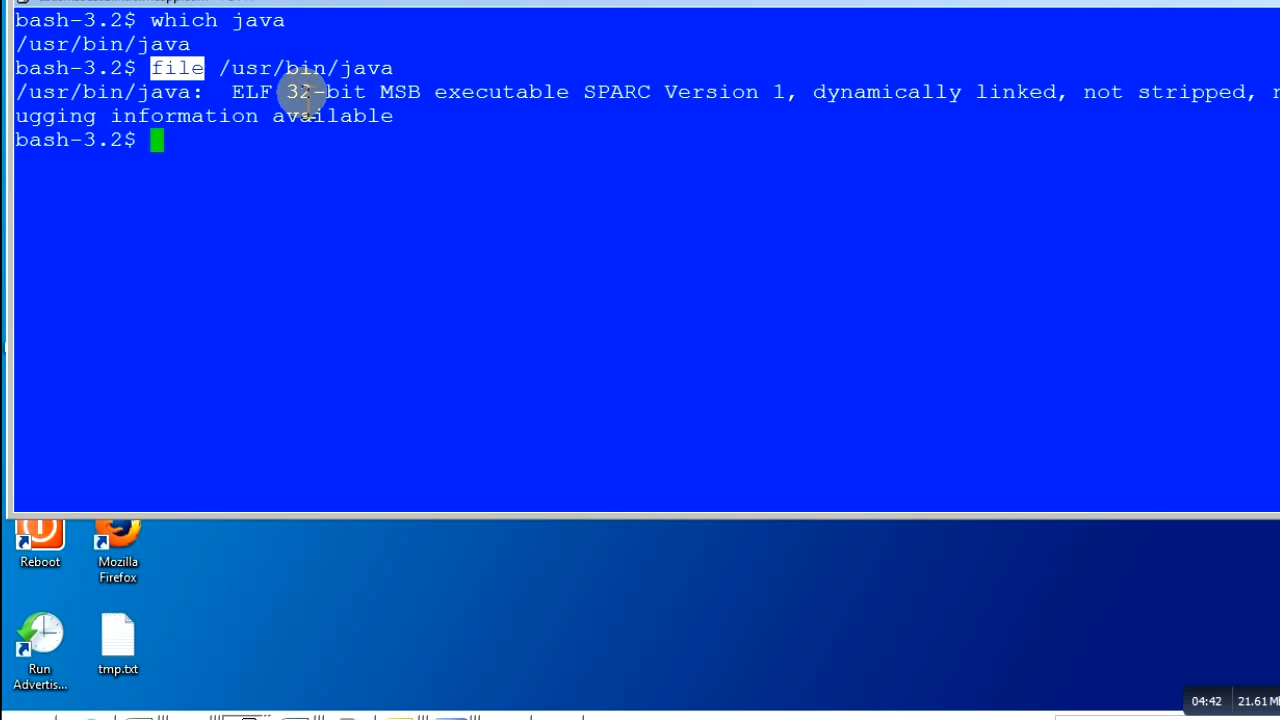 bash-3.2$ which java
/usr/bin/java
bash-3.2$ file /usr/bin/java
/usr/bin/java: ELF 32-bit MSB executable SPARC Version 1, dynamically linked, not stripped,
ugging information available
bash-3.2$
Reboot
Mozilla
Firefox
Run
Advertis...
tmp.txt
04:42
21.61